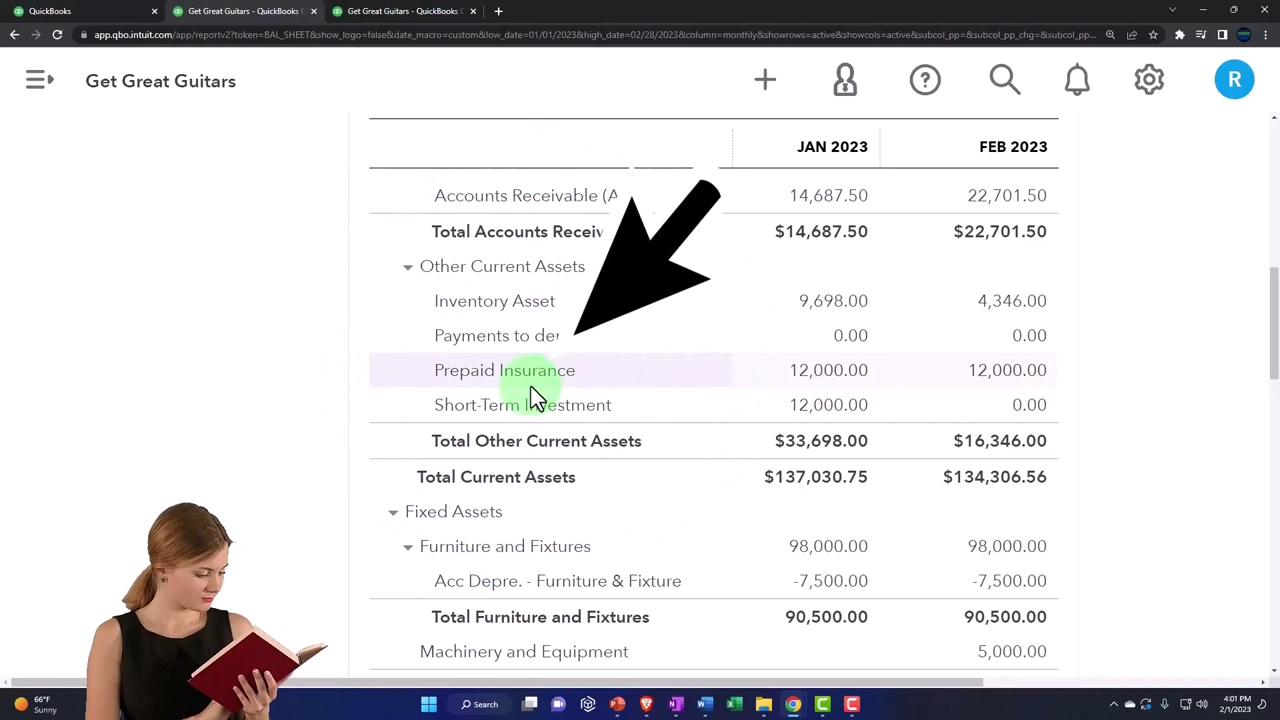 QuickBooks
Get Great Guitars - QuickBooks C
Get Great Guitars - QuickBooks C
app.qbo.intuit.com/app/reportv2?token=BAL_SHEET&show_logo=false&date_macro=custom&low_date=01/01/2023&high_date=02/28/2023&column=monthly&showrows=active&showcols=active&subcol_pp=&subcol_pp_chg=&subcol_py=&subcol_py...
Get Great Guitars
R
JAN 2023 FEB 2023
Accounts Receivable (A 14,687.50 22,701.50
Total Accounts Receiv $14,687.50 $22,701.50
Other Current Assets
Inventory Asset 9,698.00 4,346.00
Payments to de 0.00 0.00
Prepaid Insurance 12,000.00 12,000.00
Short-Term Investment 12,000.00 0.00
Total Other Current Assets $33,698.00 $16,346.00
Total Current Assets $137,030.75 $134,306.56
Fixed Assets
Furniture and Fixtures 98,000.00 98,000.00
Acc Depre. - Furniture & Fixture -7,500.00 -7,500.00
Total Furniture and Fixtures 90,500.00 90,500.00
Machinery and Equipment 5,000.00
66°F
Sunny
Search
4:01 PM
2/1/2023